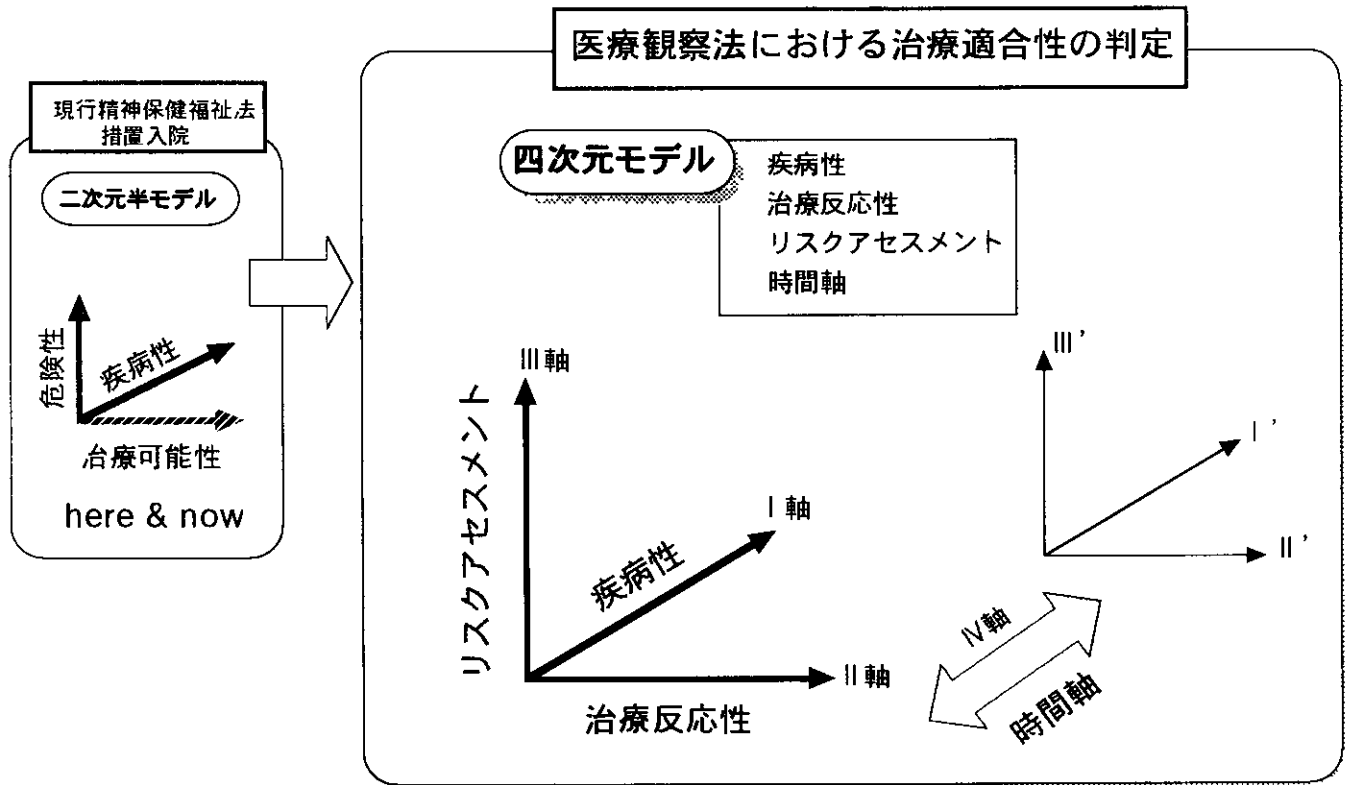 現行精神保健福祉法
措置入院
二次元半モデル
危険性
疾病性
治療可能性
here & now
医療観察法における治療適合性の判定
四次元モデル
疾病性
治療反応性
リスクアセスメント
時間軸
III軸
リスクアセスメント
I 軸
疾病性
II軸
治療反応性
III'
I '
II'
IV軸
時間軸